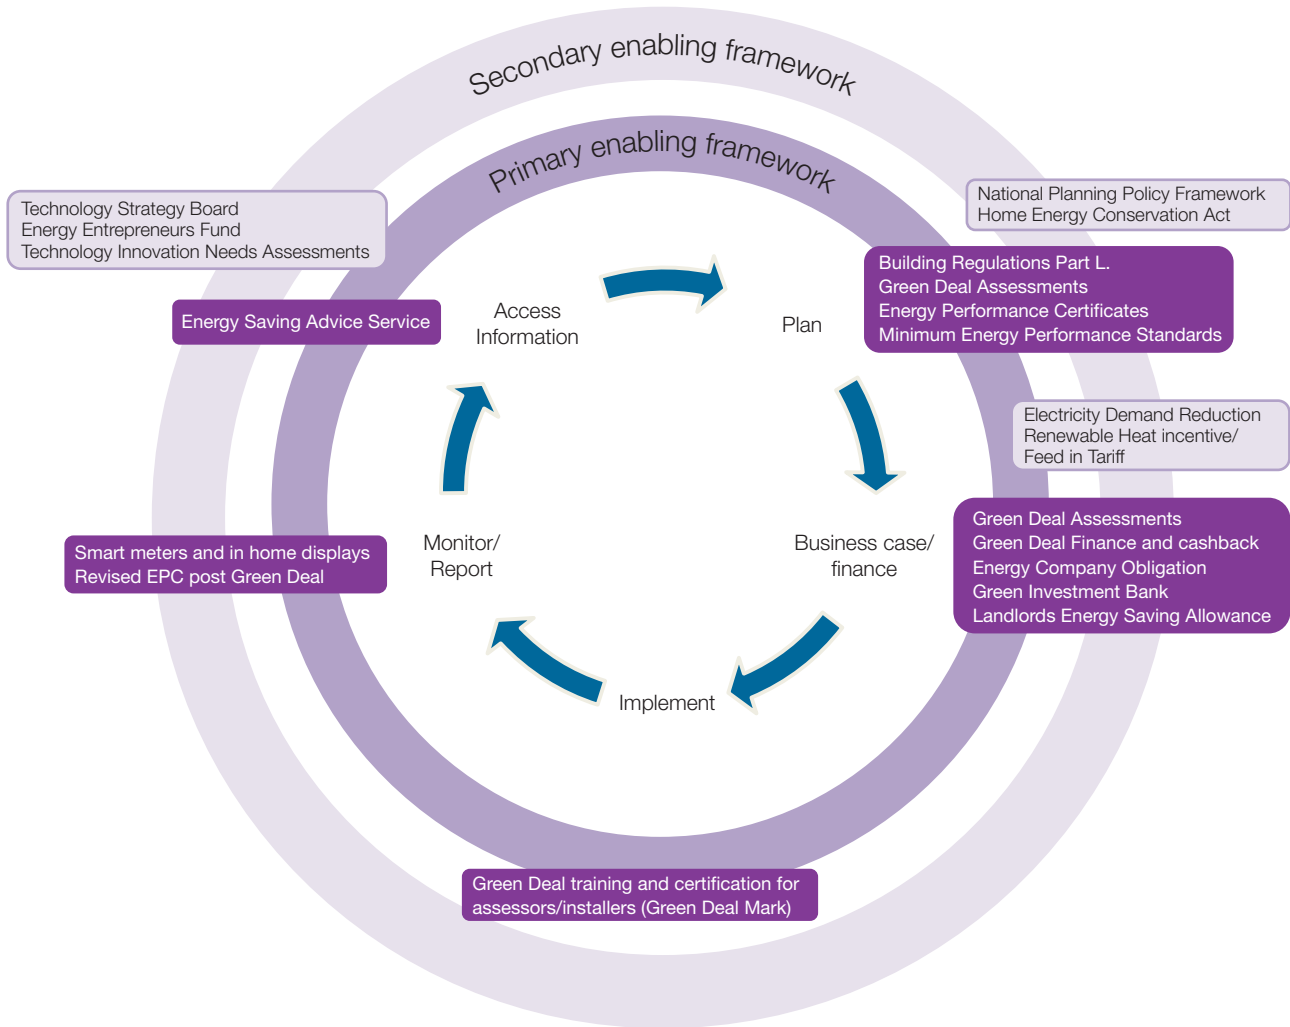 Secondary enabling framework
Primary enabling framework
Technology Strategy Board
Energy Entrepreneurs Fund
Technology Innovation Needs Assessments
National Planning Policy Framework
Home Energy Conservation Act
Energy Saving Advice Service
Access
Information
Plan
Building Regulations Part L.
Green Deal Assessments
Energy Performance Certificates
Minimum Energy Performance Standards
Electricity Demand Reduction
Renewable Heat incentive/
Feed in Tariff
Smart meters and in home displays
Revised EPC post Green Deal
Monitor/
Report
Business case/
finance
Green Deal Assessments
Green Deal Finance and cashback
Energy Company Obligation
Green Investment Bank
Landlords Energy Saving Allowance
Implement
Green Deal training and certification for
assessors/installers (Green Deal Mark)